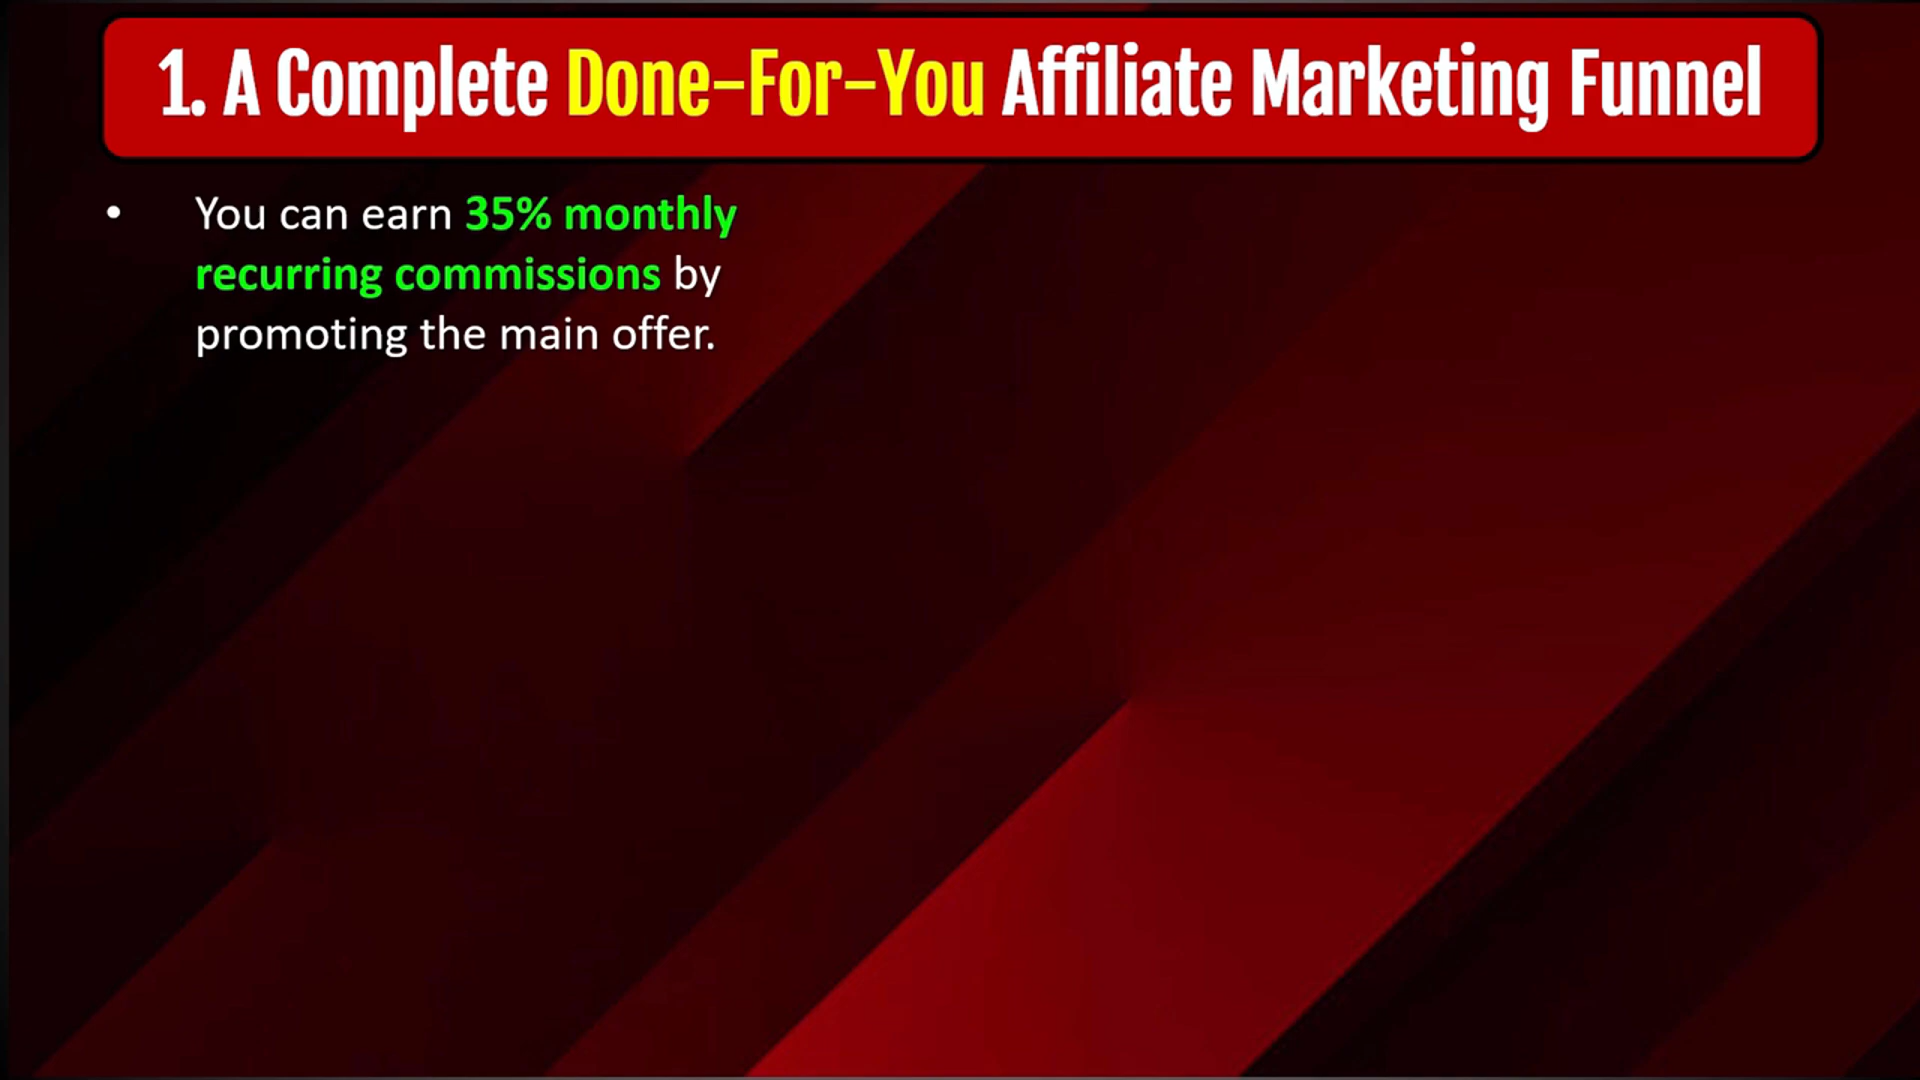 1. A Complete Done-For-You Affiliate Marketing Funnel
• You can earn 35% monthly
recurring commissions by
promoting the main offer.